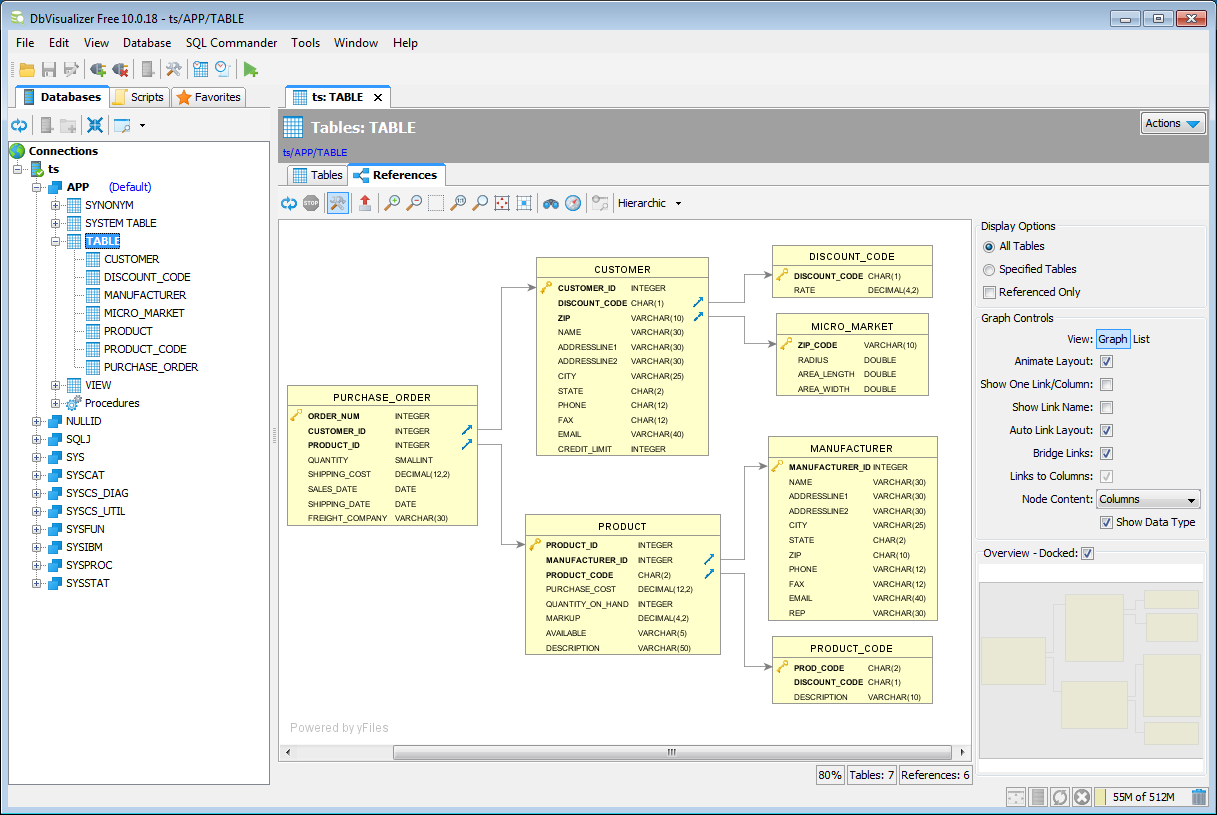 DbVisualizer Free 10.0.18 - ts/APP/TABLE
File Edit View Database SQL Commander Tools Window Help
Databases Scripts Favorites
Connections
ts
APP (Default)
SYNONYM
SYSTEM TABLE
TABLE
CUSTOMER
DISCOUNT_CODE
MANUFACTURER
MICRO_MARKET
PRODUCT
PRODUCT_CODE
PURCHASE_ORDER
VIEW
Procedures
NULLID
SQLJ
SYS
SYSCAT
SYSCS_DIAG
SYSCS_UTIL
SYSFUN
SYSIBM
SYSPROC
SYSSTAT
ts: TABLE
Tables: TABLE
Actions
ts/APP/TABLE
Tables References
STOP
Hierarchic
PURCHASE_ORDER
ORDER_NUM INTEGER
CUSTOMER_ID INTEGER
PRODUCT_ID INTEGER
QUANTITY SMALLINT
SHIPPING_COST DECIMAL(12,2)
SALES_DATE DATE
SHIPPING_DATE DATE
FREIGHT_COMPANY VARCHAR(30)
CUSTOMER
CUSTOMER_ID INTEGER
DISCOUNT_CODE CHAR(1)
ZIP VARCHAR(10)
NAME VARCHAR(30)
ADDRESSLINE1 VARCHAR(30)
ADDRESSLINE2 VARCHAR(30)
CITY VARCHAR(25)
STATE CHAR(2)
PHONE CHAR(12)
FAX CHAR(12)
EMAIL VARCHAR(40)
CREDIT_LIMIT INTEGER
PRODUCT
PRODUCT_ID INTEGER
MANUFACTURER_ID INTEGER
PRODUCT_CODE CHAR(2)
PURCHASE_COST DECIMAL(12,2)
QUANTITY_ON_HAND INTEGER
MARKUP DECIMAL(4,2)
AVAILABLE VARCHAR(5)
DESCRIPTION VARCHAR(50)
DISCOUNT_CODE
DISCOUNT_CODE CHAR(1)
RATE DECIMAL(4,2)
MICRO_MARKET
ZIP_CODE VARCHAR(10)
RADIUS DOUBLE
AREA_LENGTH DOUBLE
AREA_WIDTH DOUBLE
MANUFACTURER
MANUFACTURER_ID INTEGER
NAME VARCHAR(30)
ADDRESSLINE1 VARCHAR(30)
ADDRESSLINE2 VARCHAR(30)
CITY VARCHAR(25)
STATE CHAR(2)
ZIP CHAR(10)
PHONE VARCHAR(12)
FAX VARCHAR(12)
EMAIL VARCHAR(40)
REP VARCHAR(30)
PRODUCT_CODE
PROD_CODE CHAR(2)
DISCOUNT_CODE CHAR(1)
DESCRIPTION VARCHAR(10)
Powered by yFiles
80% Tables: 7 References: 6
Display Options
All Tables
Specified Tables
Referenced Only
Graph Controls
View: Graph List
Animate Layout:
Show One Link/Column:
Show Link Name:
Auto Link Layout:
Bridge Links:
Links to Columns:
Node Content: Columns
Show Data Type
Overview - Docked:
55M of 512M